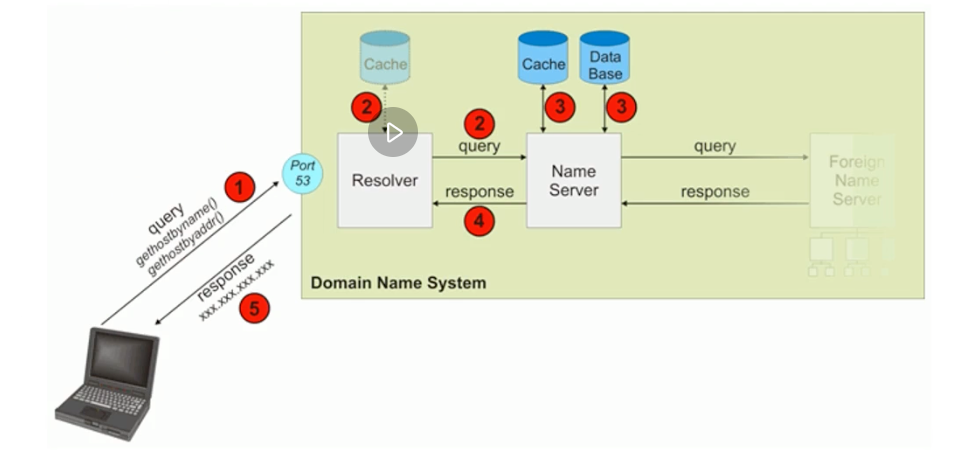 Cache
Cache
Data
Base
2
3
3
2
query
query
Port
53
Resolver
Name
Server
Foreign
Name
Server
1
query
gethostbyname()
gethostbyaddr()
response
response
4
response
xxx.xxx.xxx.xxx
5
Domain Name System